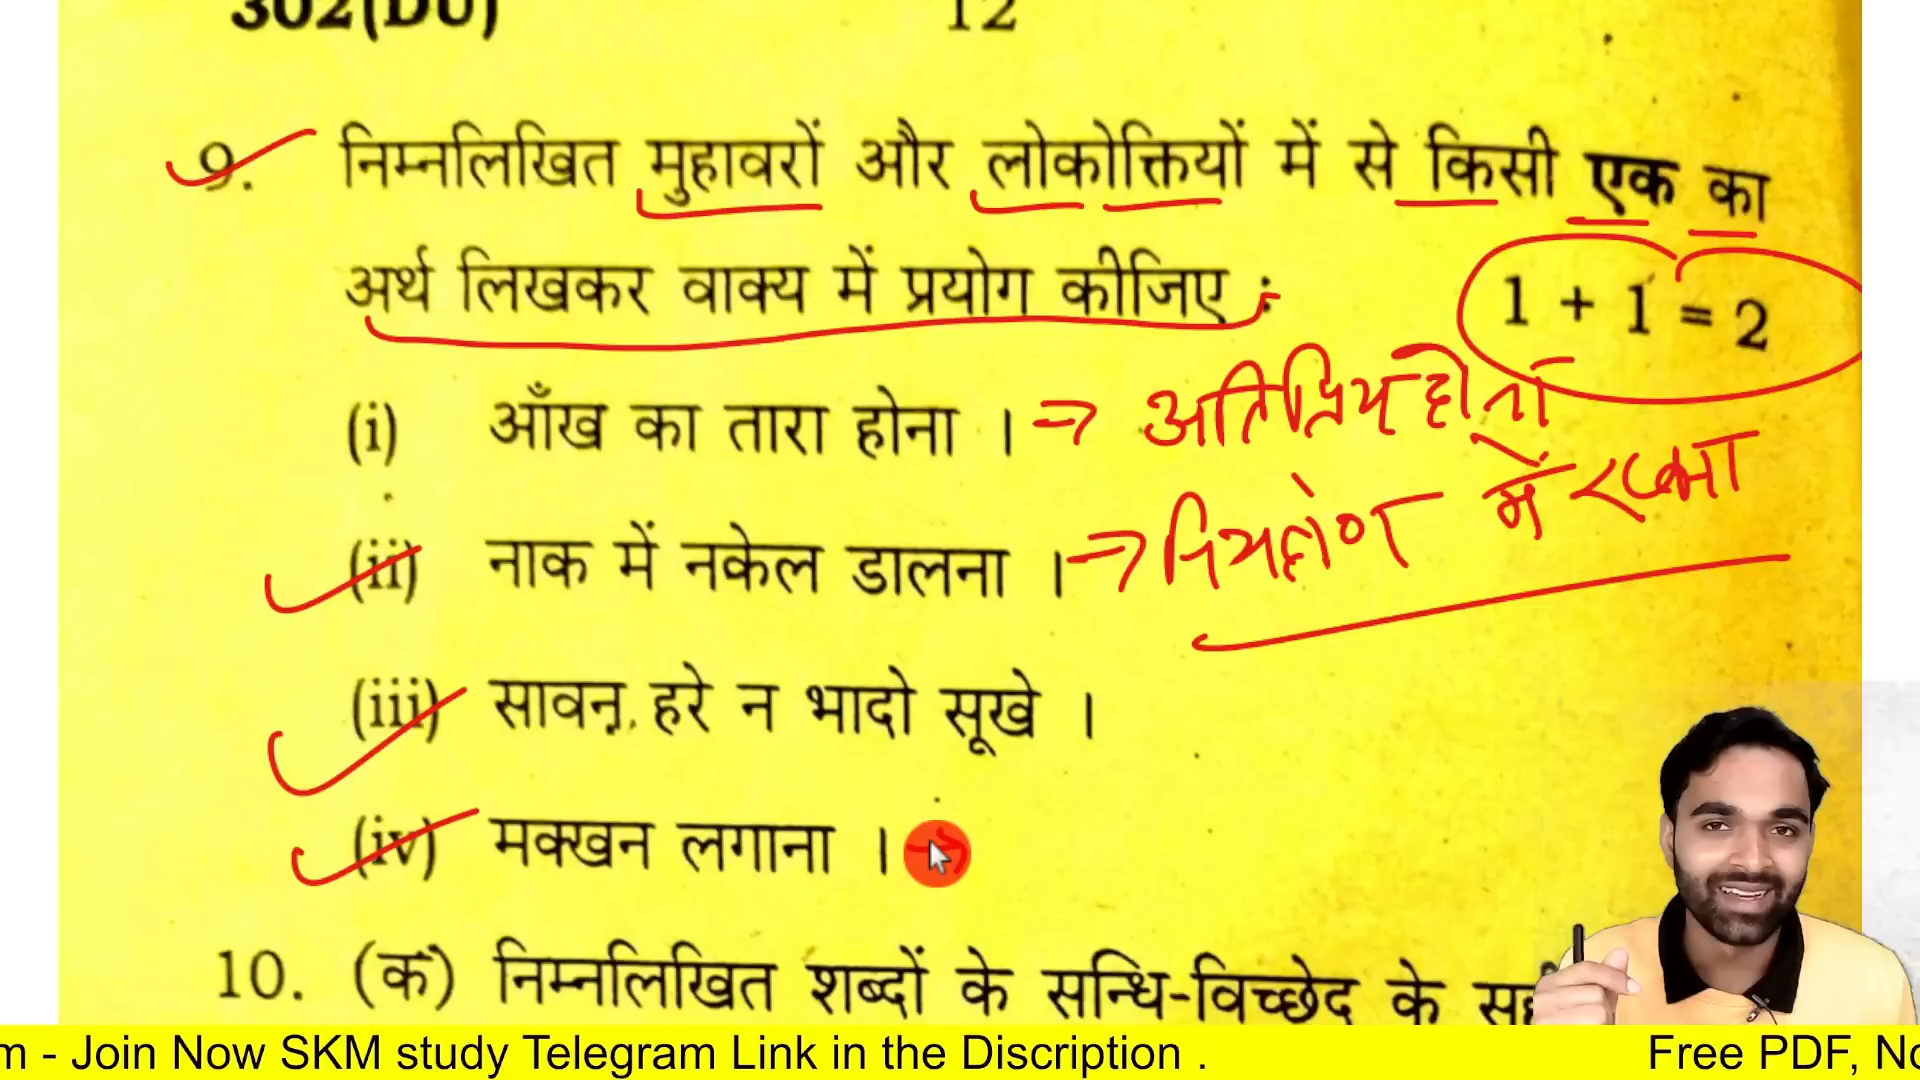 302(DU) 12
9. निम्नलिखित मुहावरों और लोकोक्तियों में से किसी एक का
अर्थ लिखकर वाक्य में प्रयोग कीजिए : 1 + 1 = 2
(i) आँख का तारा होना । → अतिप्रिय होना
(ii) नाक में नकेल डालना । → में रखना
(iii) सावन हरे न भादो सूखे ।
(iv) मक्खन लगाना ।
10. (क) निम्नलिखित शब्दों के सन्धि-विच्छेद के
m - Join Now SKM study Telegram Link in the Discription . Free PDF,